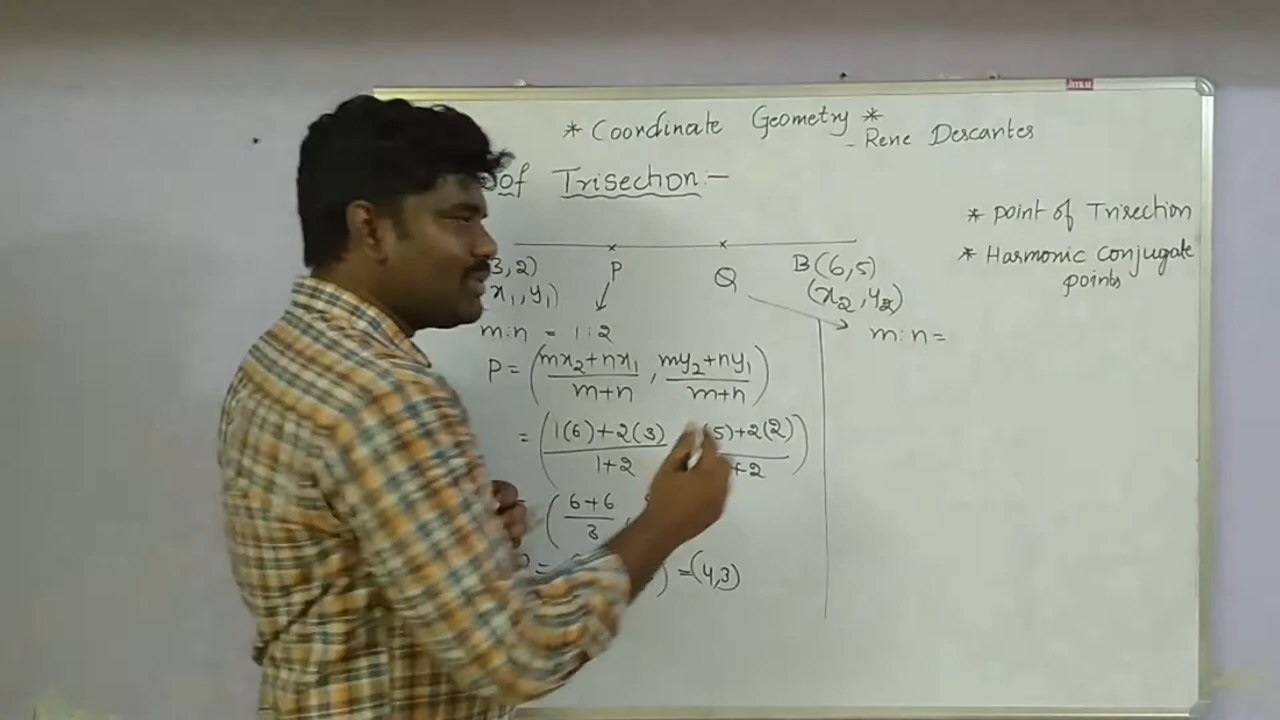 * Coordinate Geometry *
- Rene Descartes
of Trisection:-
* Point of Trisection
* Harmonic Conjugate
points
3,2) P Q B(6,5)
x₁,y₁) (x₂,y₂)
m:n = 1:2 m:n =
P = (mx₂+nx₁/m+n , my₂+ny₁/m+n)
= (1(6)+2(3)/1+2 (5)+2(2)/+2)
(6+6/3 ,
= ) =(4,3)